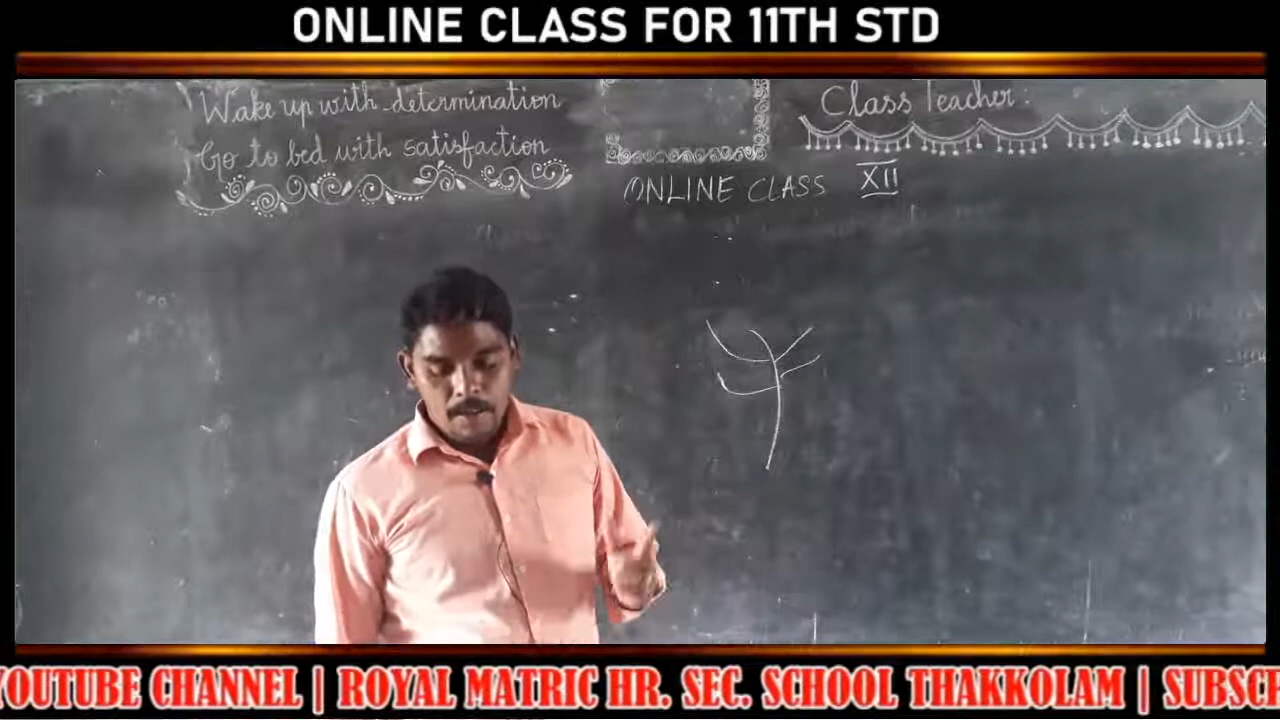 ONLINE CLASS FOR 11TH STD
Wake up with determination
Go to bed with satisfaction
Class Teacher:
ONLINE CLASS XII
YOUTUBE CHANNEL | ROYAL MATRIC HR. SEC. SCHOOL THAKKOLAM |